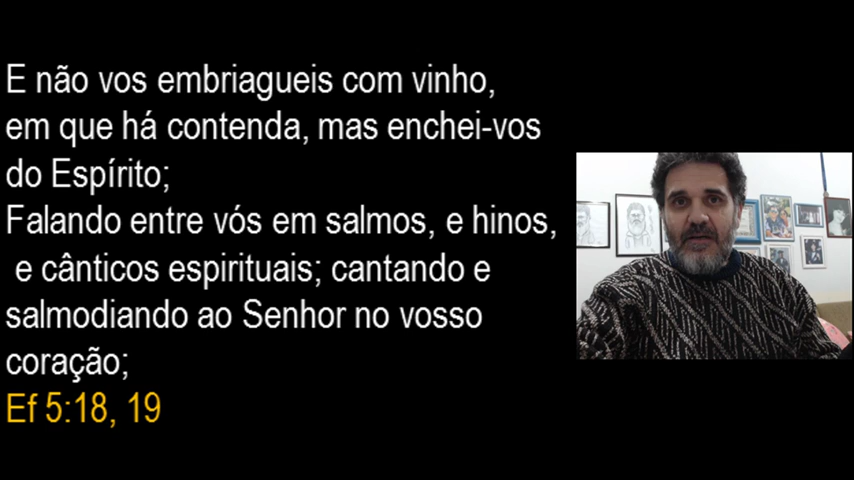 E não vos embriagueis com vinho,
em que há contenda, mas enchei-vos
do Espírito;
Falando entre vós em salmos, e hinos,
e cânticos espirituais; cantando e
salmodiando ao Senhor no vosso
coração;
Ef 5:18, 19